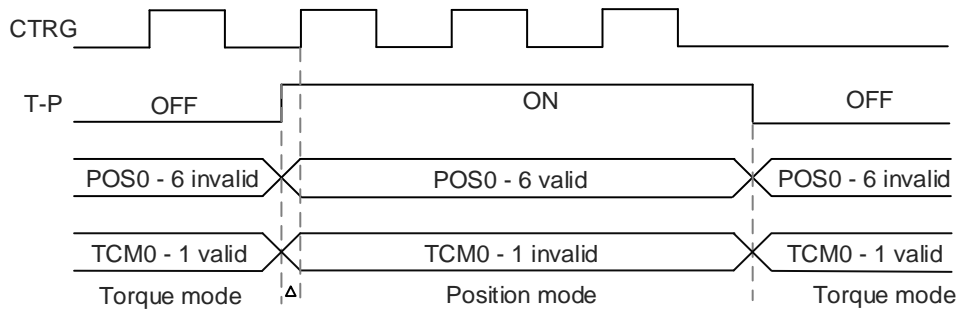 CTRG
T-P OFF ON OFF
POS0 - 6 invalid POS0 - 6 valid POS0 - 6 invalid
TCM0 - 1 valid TCM0 - 1 invalid TCM0 - 1 valid
Torque mode Δ Position mode Torque mode